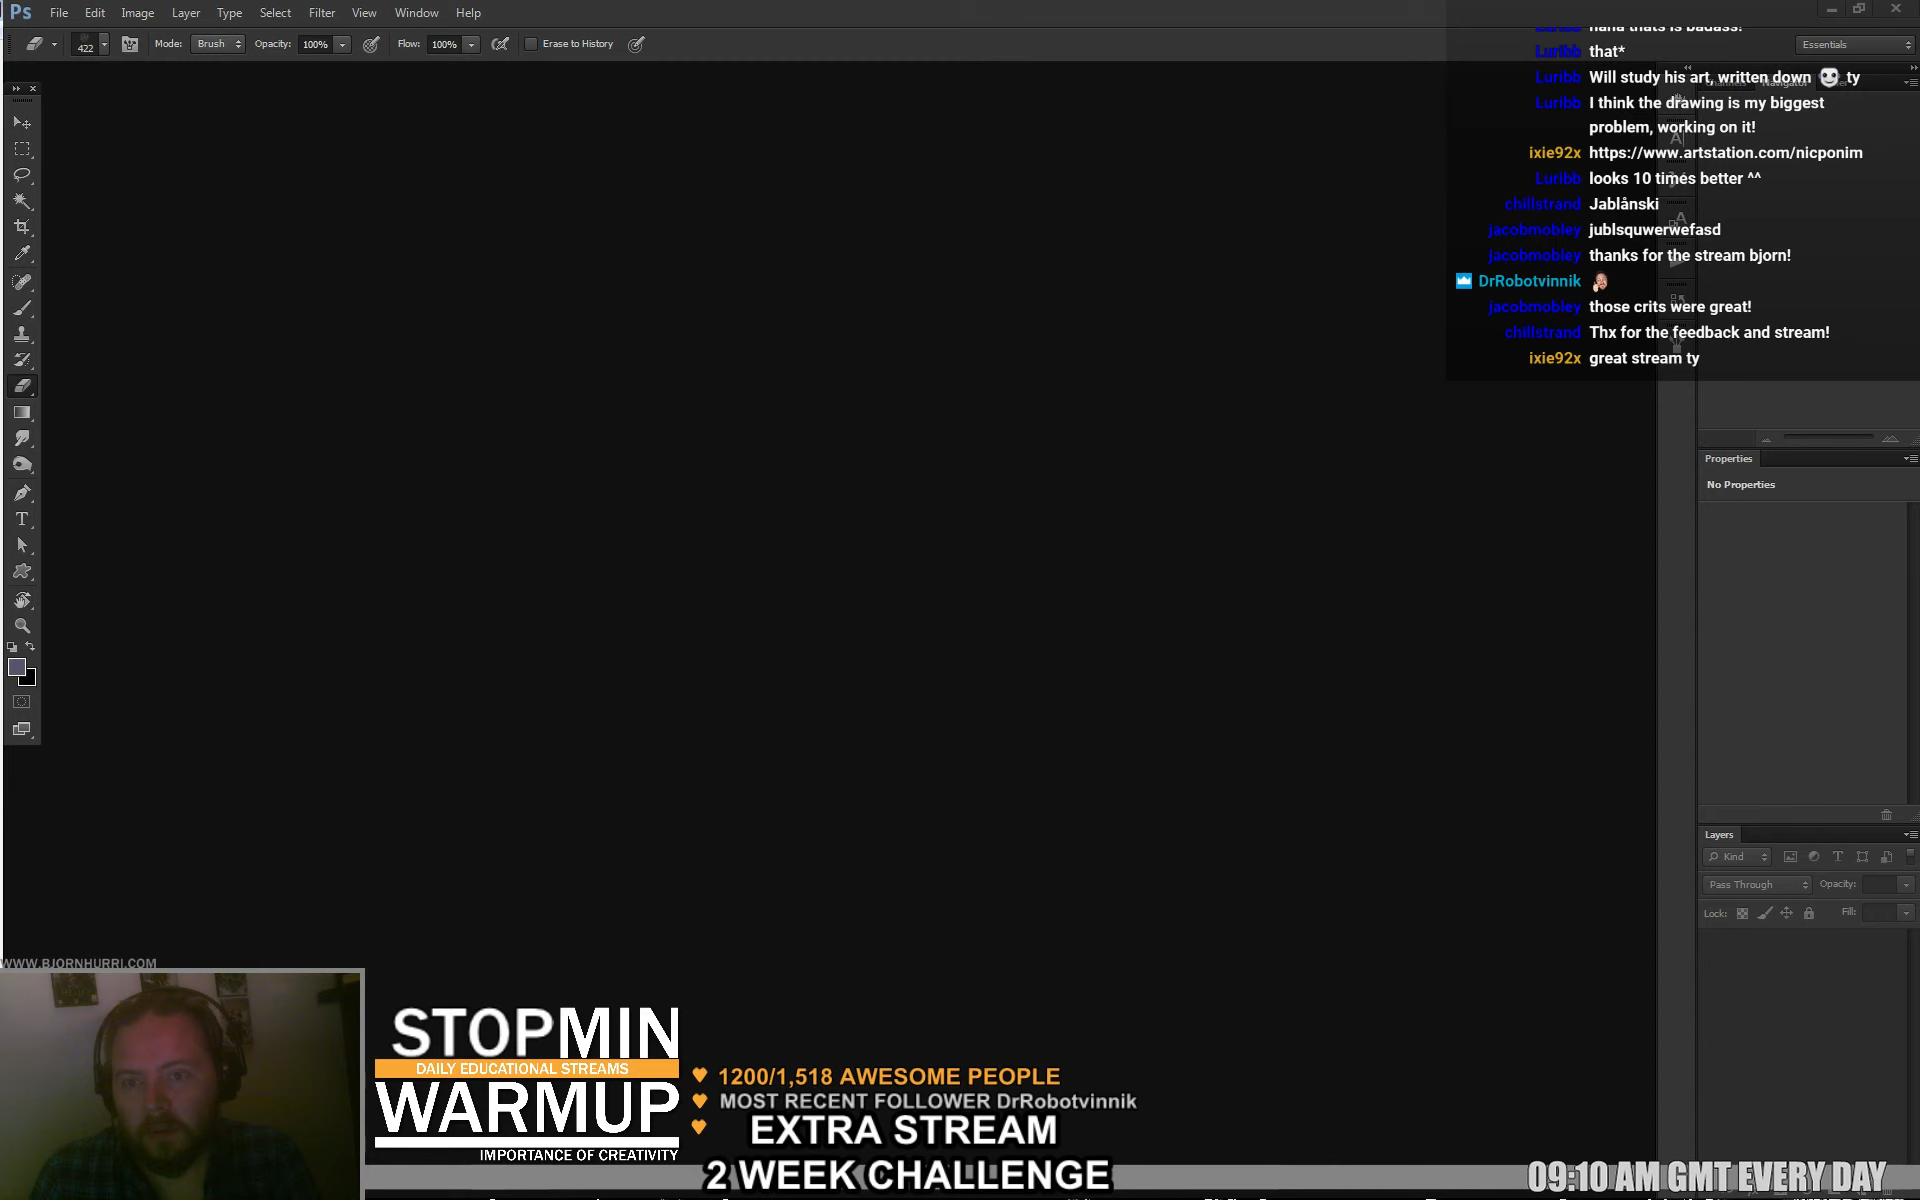 Ps File Edit Image Layer Type Select Filter View Window Help
422 Mode: Brush Opacity: 100% Flow: 100% Erase to History Essentials
Luribb that*
Luribb Will study his art, written down ty
Luribb I think the drawing is my biggest
problem, working on it!
ixie92x https://www.artstation.com/nicponim
Luribb looks 10 times better ^^
chillstrand Jablånski
jacobmobley jublsquwerwefasd
jacobmobley thanks for the stream bjorn!
DrRobotvinnik
jacobmobley those crits were great!
chillstrand Thx for the feedback and stream!
ixie92x great stream ty
Properties
No Properties
Layers
Kind
Pass Through Opacity:
Lock: Fill:
WWW.BJORNHURRI.COM
STOPMIN
DAILY EDUCATIONAL STREAMS
WARMUP
IMPORTANCE OF CREATIVITY
1200/1,518 AWESOME PEOPLE
MOST RECENT FOLLOWER DrRobotvinnik
EXTRA STREAM
2 WEEK CHALLENGE
09:10 AM GMT EVERY DAY